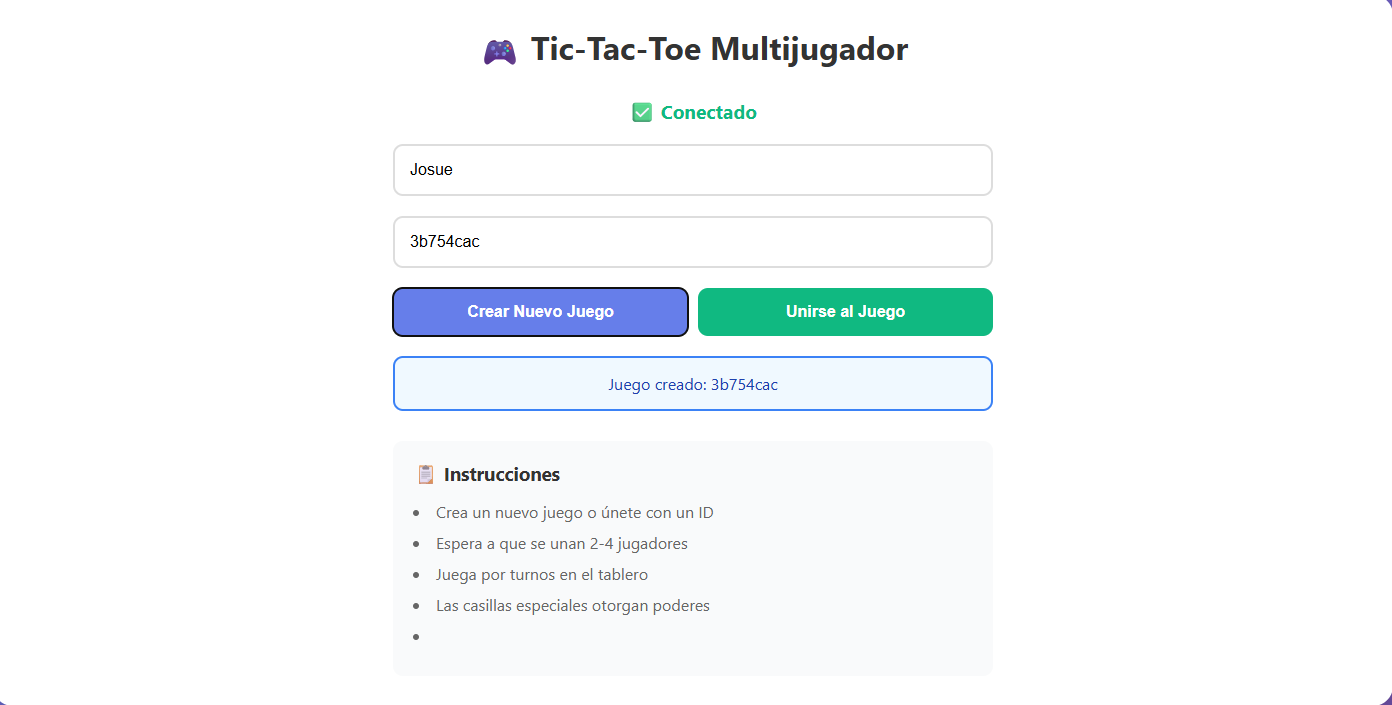 Tic-Tac-Toe Multijugador
Conectado
Josue
3b754cac
Crear Nuevo Juego
Unirse al Juego
Juego creado: 3b754cac
Instrucciones
Crea un nuevo juego o únete con un ID
Espera a que se unan 2-4 jugadores
Juega por turnos en el tablero
Las casillas especiales otorgan poderes